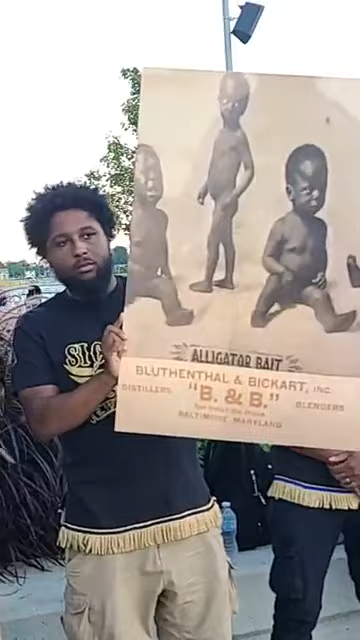 ALLIGATOR BAIT
BLUTHENTHAL & BICKART, INC.
DISTILLERS "B. & B." BLENDERS
BALTIMORE, MARYLAND